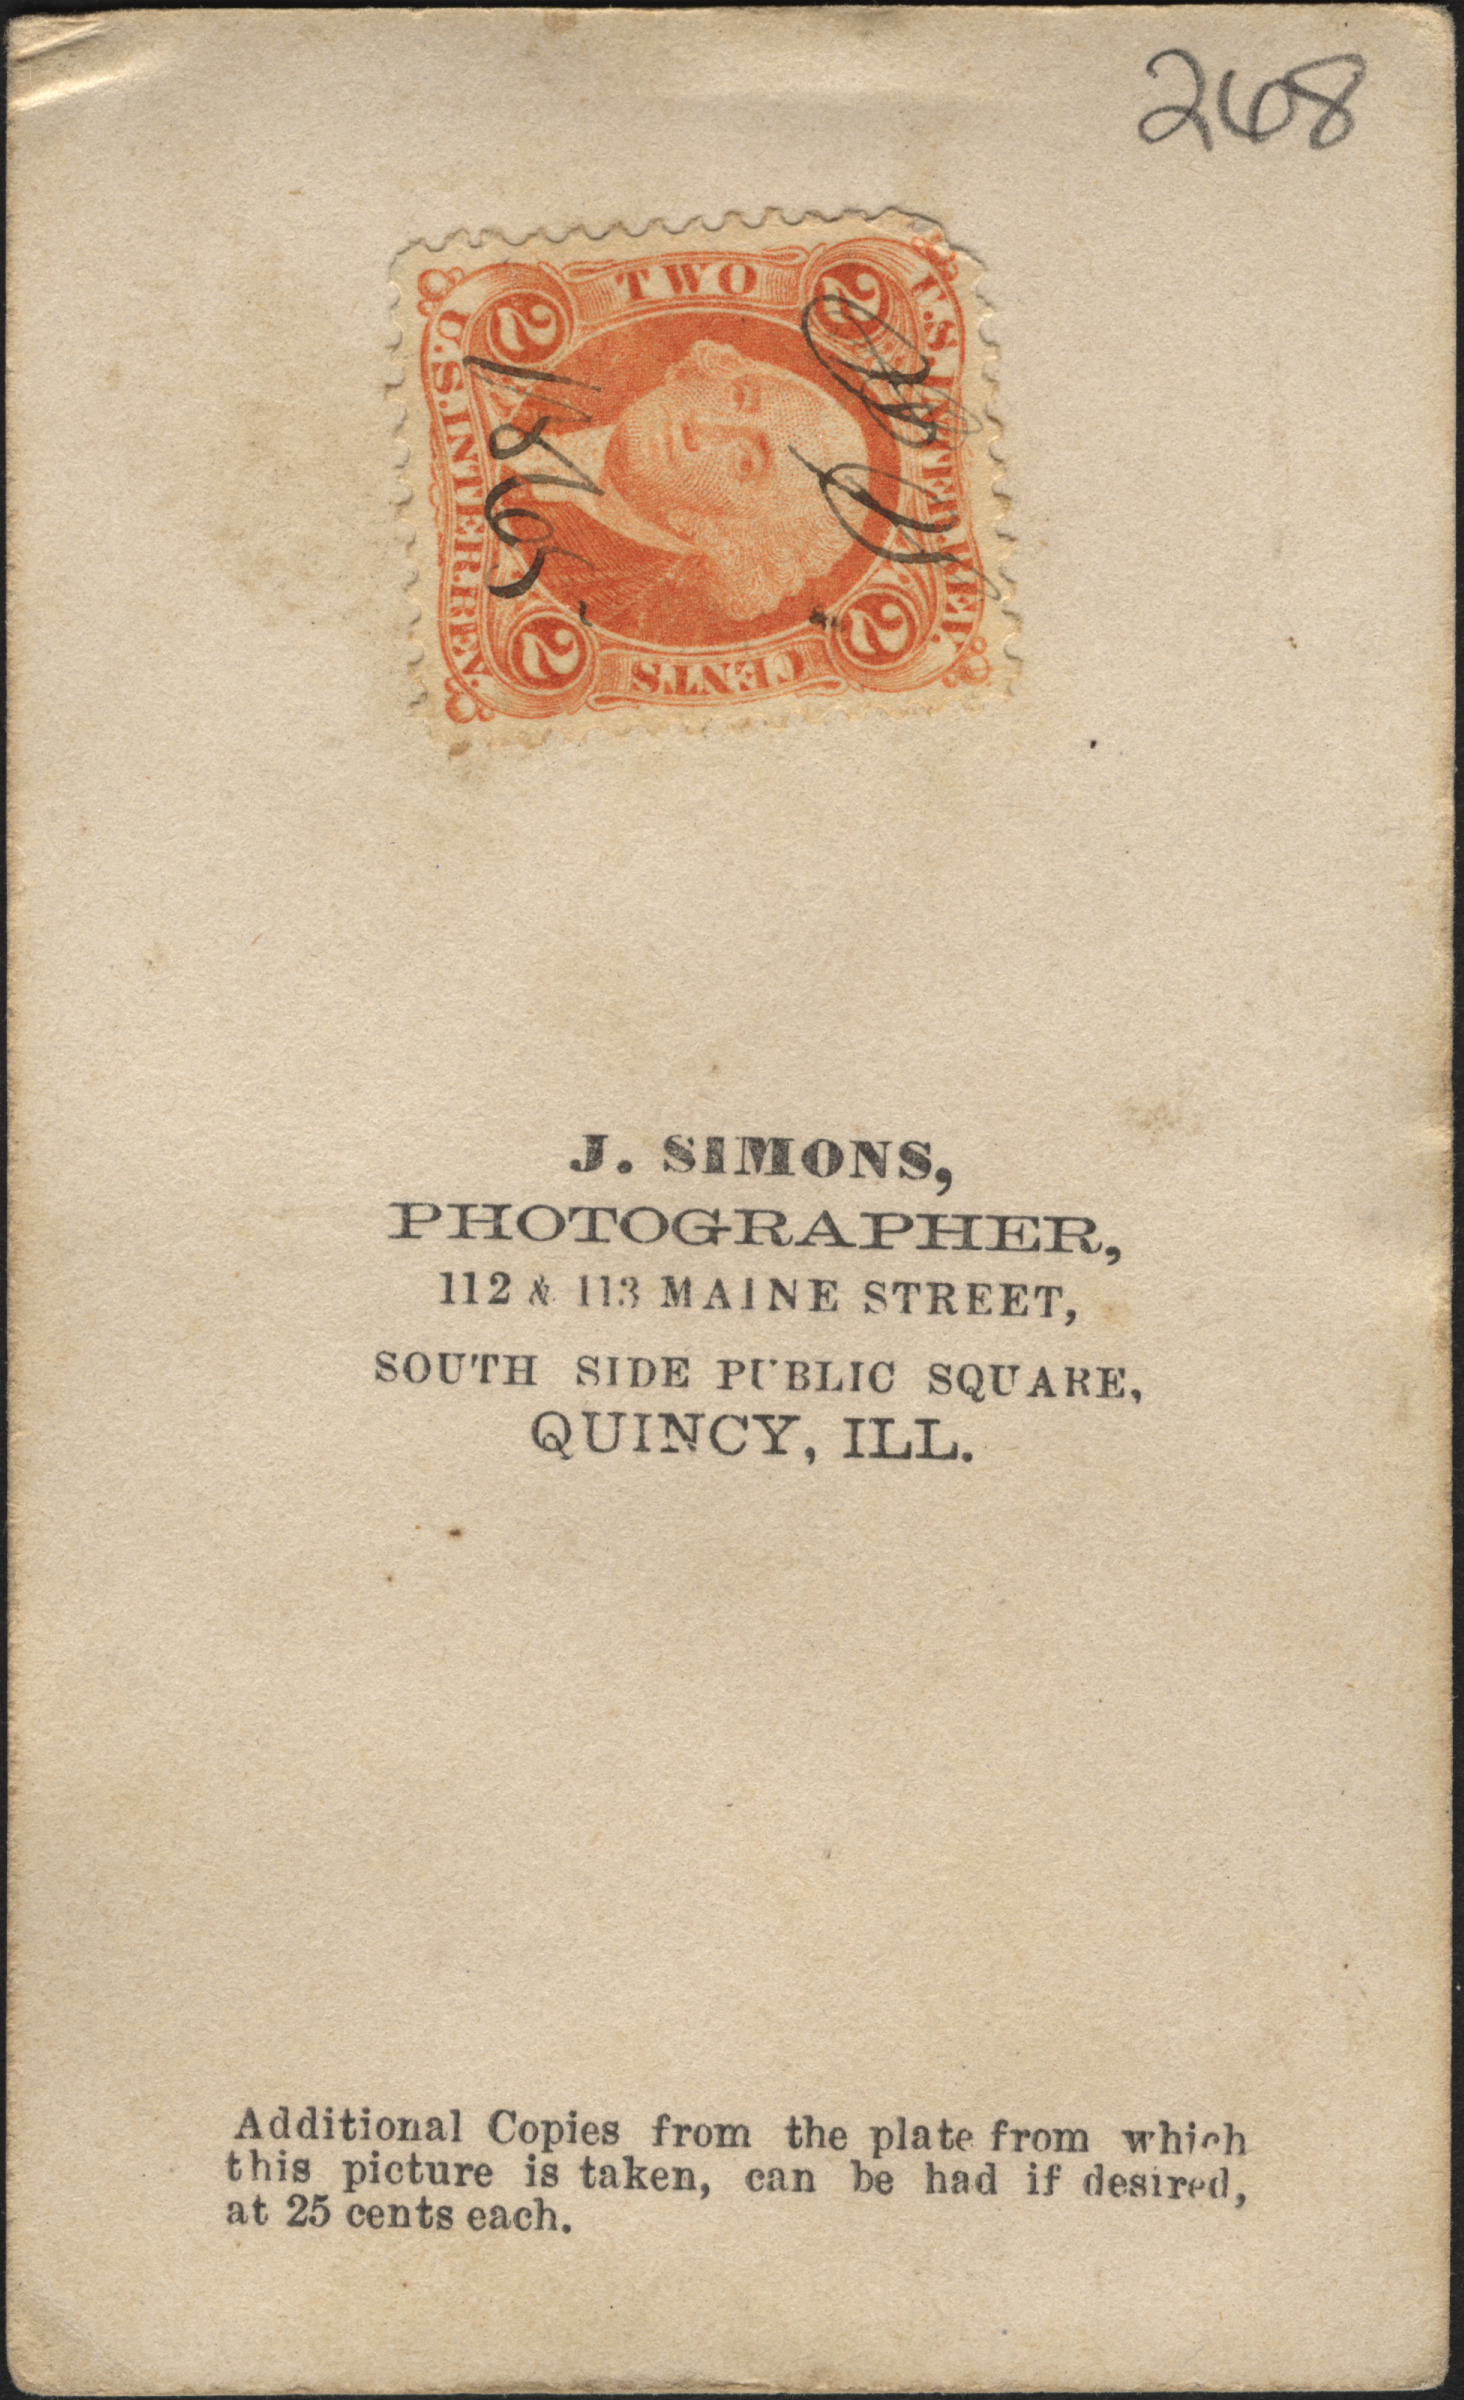 268
TWO
2 2
U.S. INTER. REV.
U.S. INTER. REV.
1865
2 2
CENTS
J. SIMONS,
PHOTOGRAPHER,
112 & 113 MAINE STREET,
SOUTH SIDE PUBLIC SQUARE,
QUINCY, ILL.
Additional Copies from the plate from which
this picture is taken, can be had if desired,
at 25 cents each.